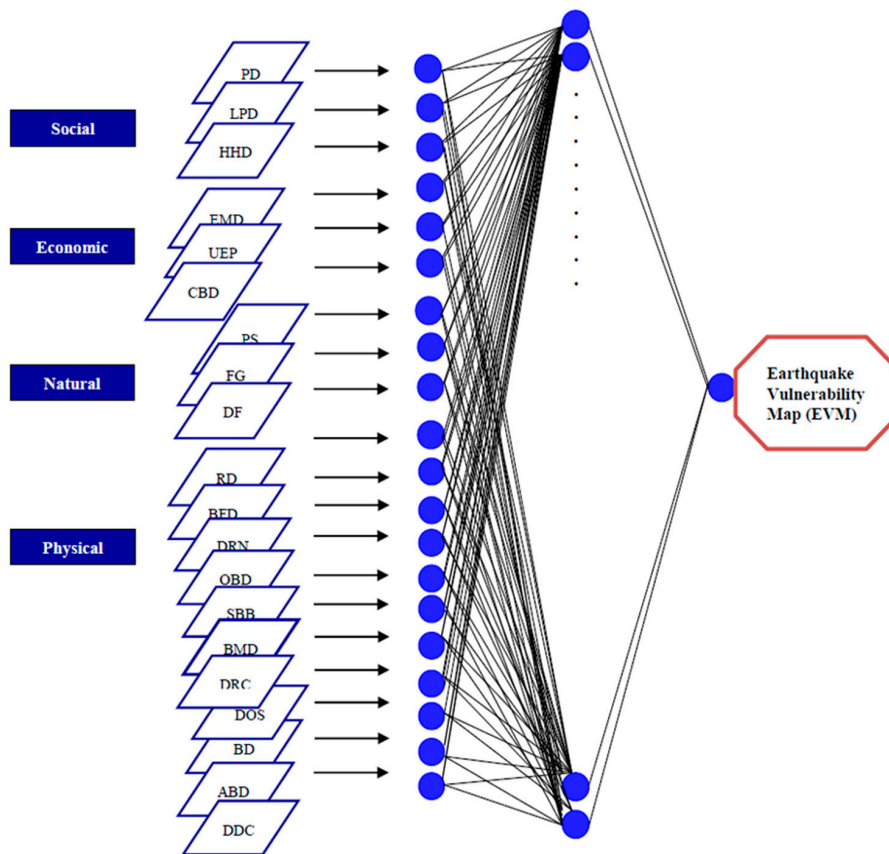 Social
PD
LPD
HHD
Economic
EMD
UEP
CBD
Natural
PS
FG
DF
Physical
RD
BFD
DRN
OBD
SBB
BMD
DRC
DOS
BD
ABD
DDC
Earthquake
Vulnerability
Map (EVM)